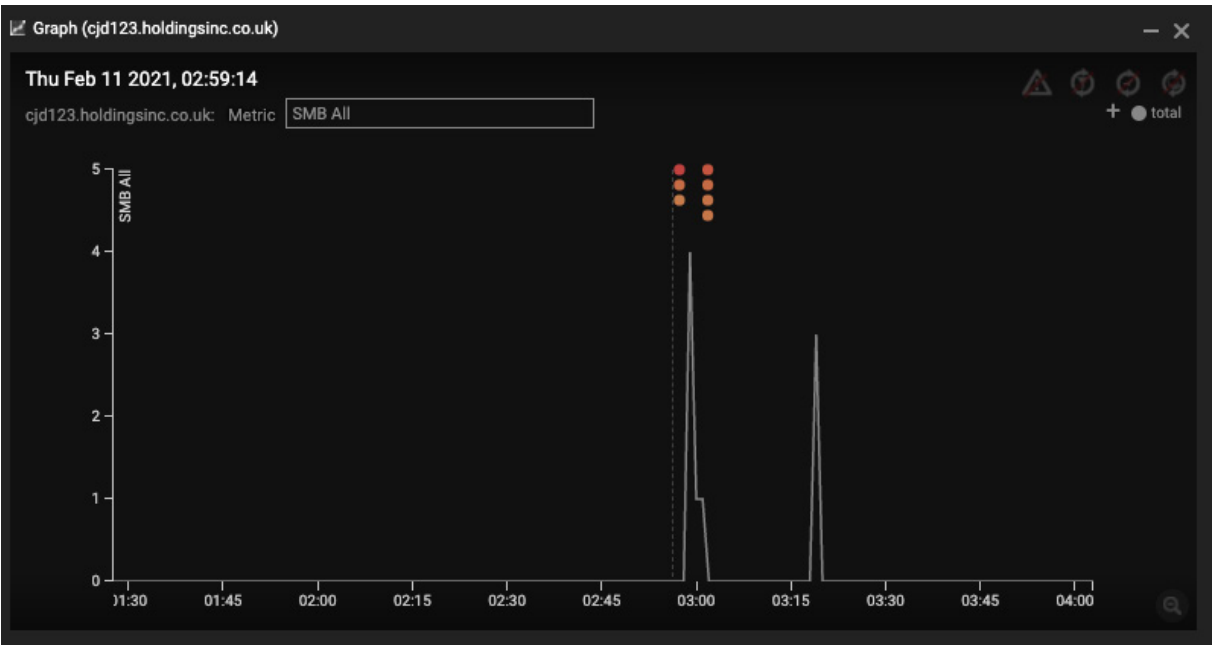 Graph (cjd123.holdingsinc.co.uk)
Thu Feb 11 2021, 02:59:14
cjd123.holdingsinc.co.uk: Metric SMB All
+ total
SMB All
5
4
3
2
1
0
01:30 01:45 02:00 02:15 02:30 02:45 03:00 03:15 03:30 03:45 04:00